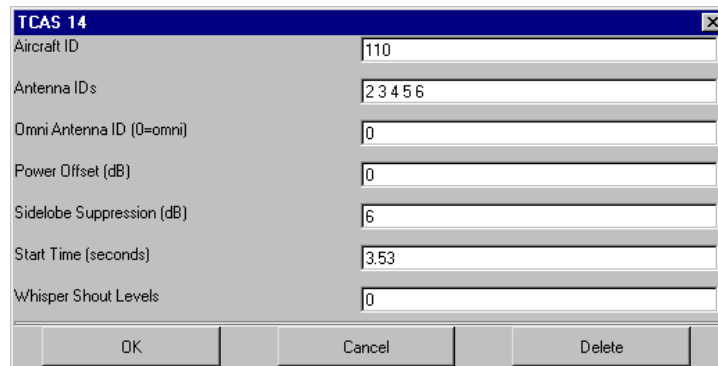 TCAS 14
Aircraft ID 110
Antenna IDs 2 3 4 5 6
Omni Antenna ID (0=omni) 0
Power Offset (dB) 0
Sidelobe Suppression (dB) 6
Start Time (seconds) 3.53
Whisper Shout Levels 0
OK Cancel Delete